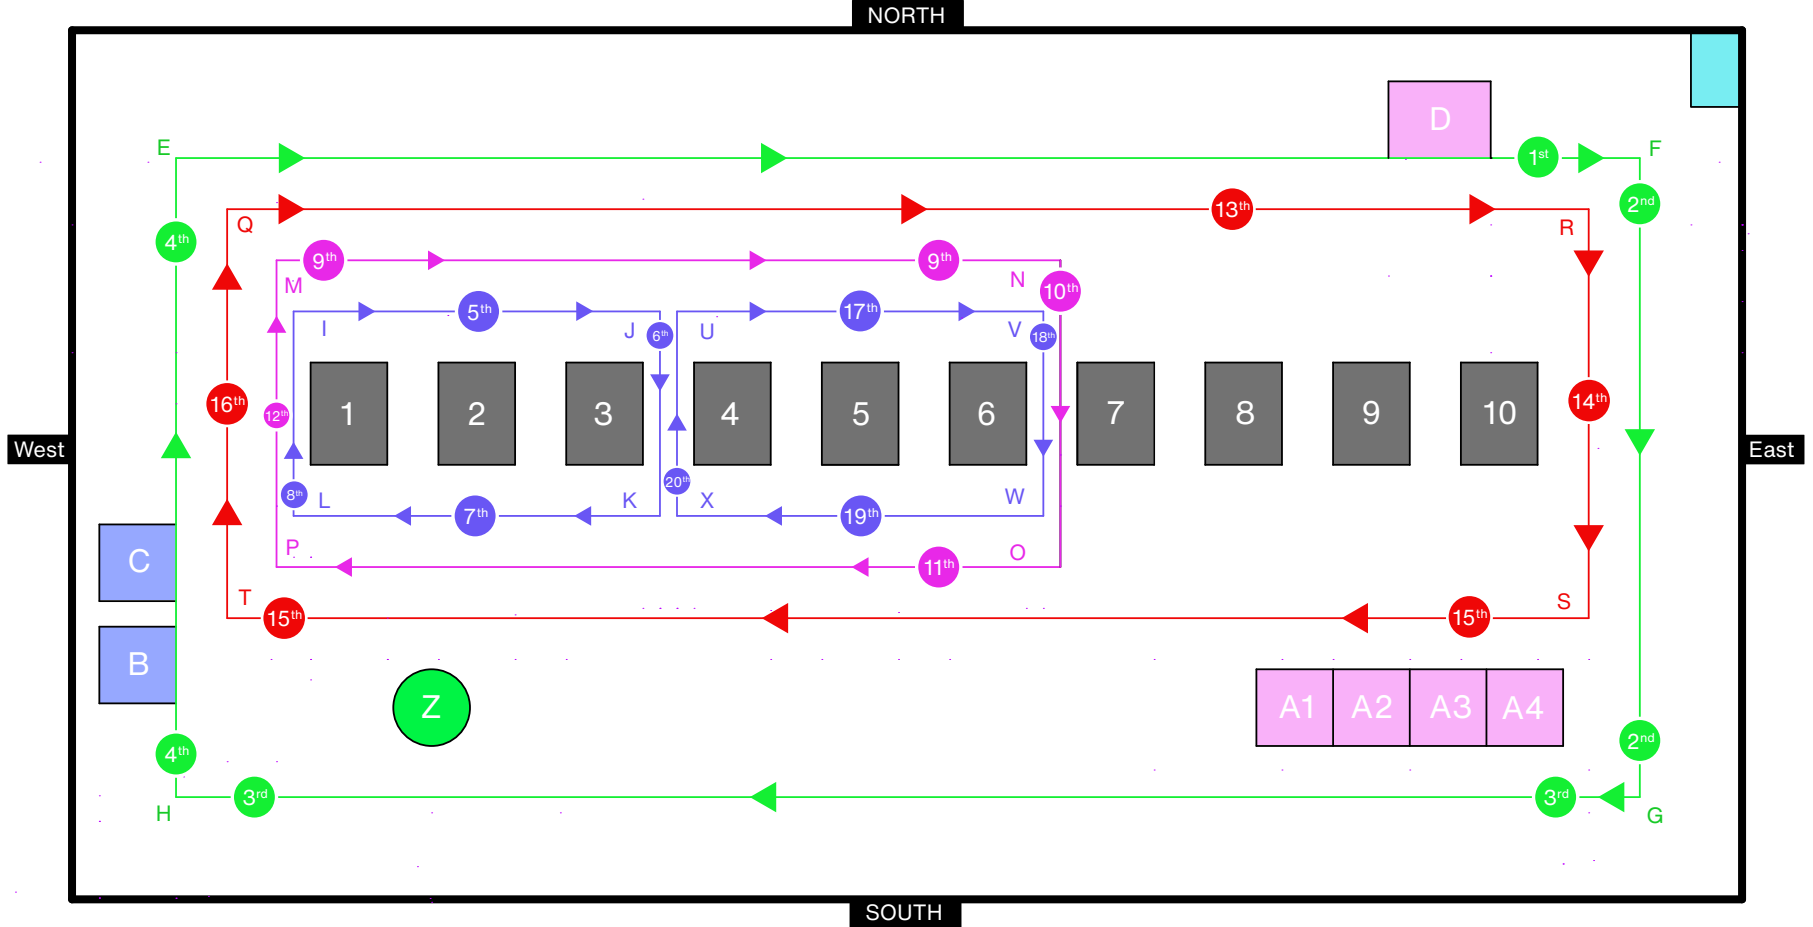 NORTH
D
E
1st
F
2nd
Q
13th
R
4th
M
9th
9th
N
10th
I
5th
J
6th
U
17th
V
18th
West
16th
12th
1
2
3
4
5
6
7
8
9
10
14th
East
8th
L
7th
K
20th
X
19th
W
C
P
11th
O
T
15th
15th
S
B
Z
A1
A2
A3
A4
4th
2nd
H
3rd
3rd
G
SOUTH